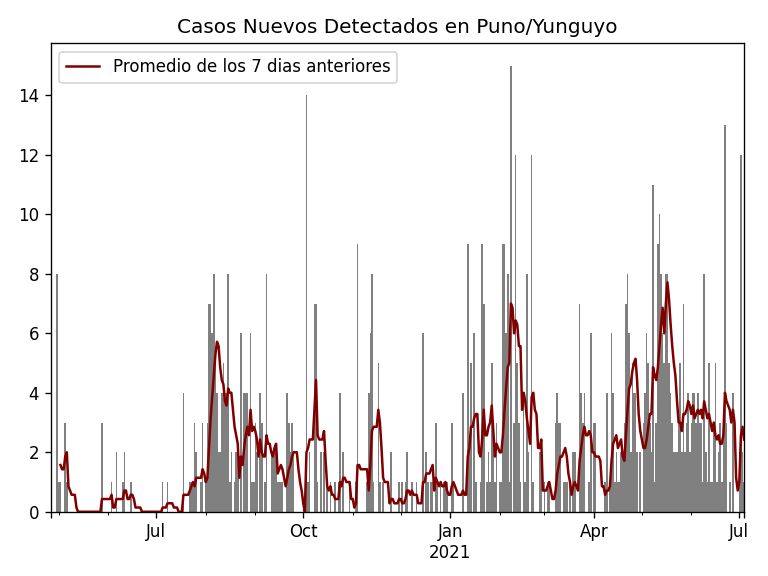 Casos Nuevos Detectados en Puno/Yunguyo
Promedio de los 7 dias anteriores
14
12
10
8
6
4
2
0
Jul
Oct
Jan
2021
Apr
Jul